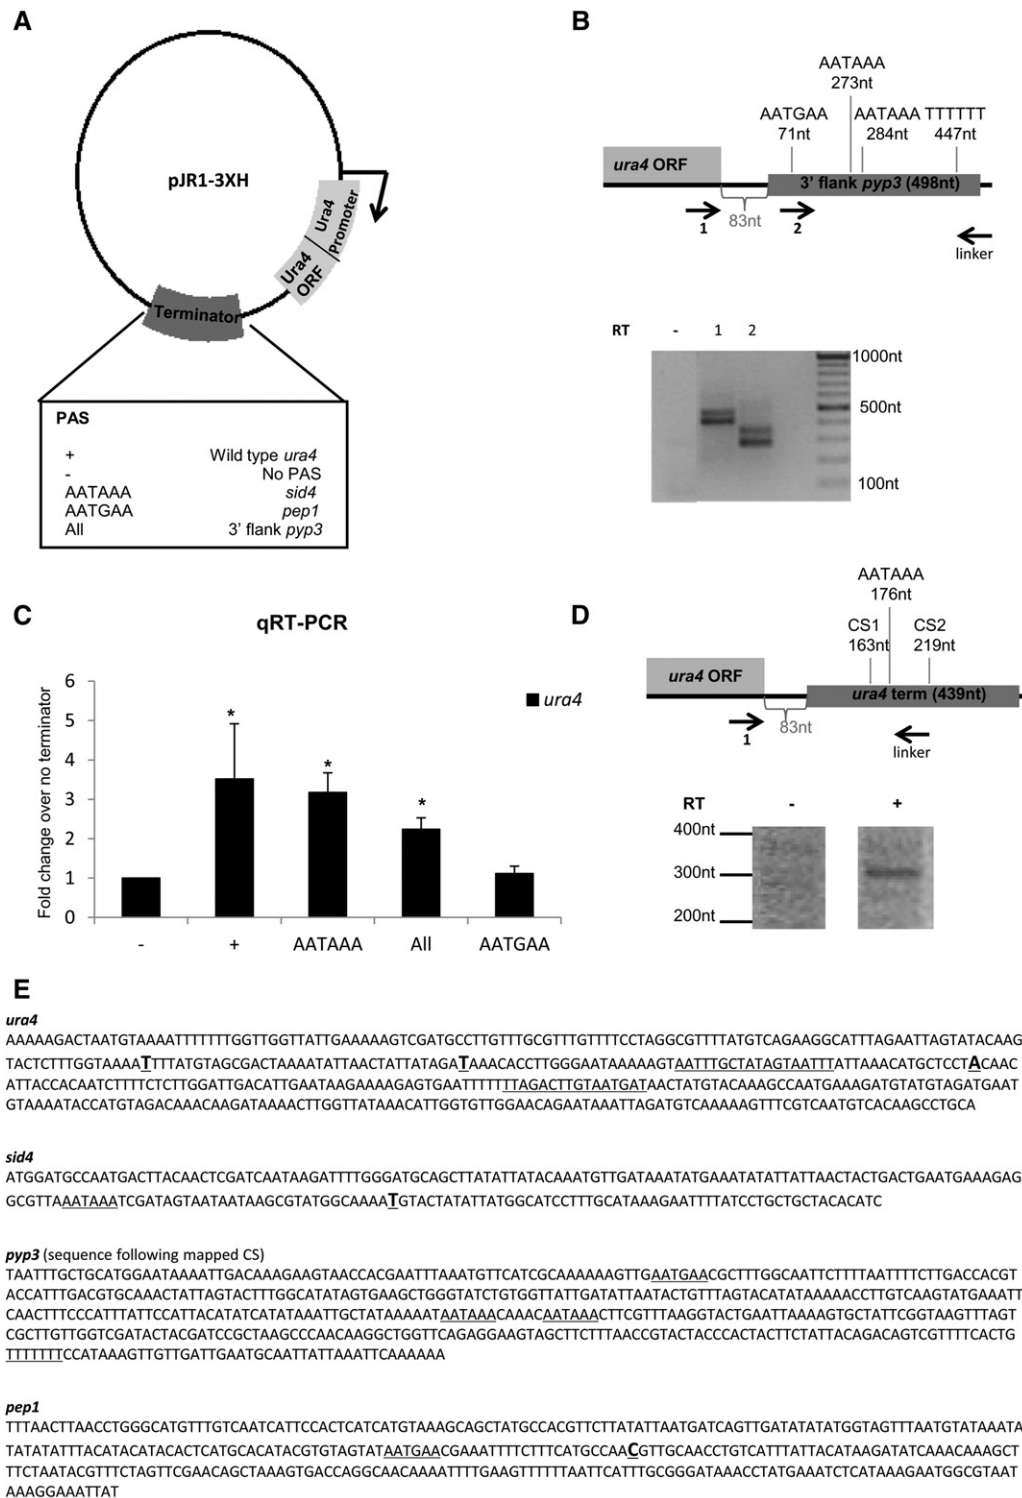 A
pJR1-3XH
Ura4 Promoter
Ura4 ORF
Terminator
PAS
+ Wild type ura4
- No PAS
AATAAA sid4
AATGAA pep1
All 3' flank pyp3
B
AATAAA
273nt
AATGAA AATAAA TTTTTT
71nt 284nt 447nt
ura4 ORF
3' flank pyp3 (498nt)
83nt
1 2
linker
RT - 1 2
1000nt
500nt
100nt
C
qRT-PCR
Fold change over no terminator
6
5
4
3
2
1
0
* * *
ura4
- + AATAAA All AATGAA
D
AATAAA
176nt
CS1 CS2
163nt 219nt
ura4 ORF
ura4 term (439nt)
83nt
1
linker
RT - +
400nt
300nt
200nt
E
ura4
AAAAAGACTAATGTAAAATTTTTTTGGTTGGTTATTGAAAAAGTCGATGCCTTGTTTGCGTTTGTTTTCCTAGGCGTTTTATGTCAGAAGGCATTTAGAATTAGTATACAAG
TACTCTTTGGTAAAATTTTATGTAGCGACTAAAATATTAACTATTATAGATAAACACCTTGGGAATAAAAAGTAATTTGCTATAGTAATTTATTAAACATGCTCCTACAAC
ATTACCACAATCTTTTCTCTTGGATTGACATTGAATAAGAAAAGAGTGAATTTTTTTAGACTTGTAATGATAACTATGTACAAAGCCAATGAAAGATGTATGTAGATGAAT
GTAAAATACCATGTAGACAAACAAGATAAAACTTGGTTATAAACATTGGTGTTGGAACAGAATAAATTAGATGTCAAAAAGTTTCGTCAATGTCACAAGCCTGCA
sid4
ATGGATGCCAATGACTTACAACTCGATCAATAAGATTTTGGGATGCAGCTTATATTATACAAATGTTGATAAATATGAAATATATTATTAACTACTGACTGAATGAAAGAG
GCGTTAAATAAATCGATAGTAATAATAAGCGTATGGCAAAATGTACTATATTATGGCATCCTTTGCATAAAGAATTTTATCCTGCTGCTACACATC
pyp3 (sequence following mapped CS)
TAATTTGCTGCATGGAATAAAATTGACAAAGAAGTAACCACGAATTTAAATGTTCATCGCAAAAAAGTTGAATGAACGCTTTGGCAATTCTTTTAATTTTCTTGACCACGT
ACCATTTGACGTGCAAACTATTAGTACTTTGGCATATAGTGAAGCTGGGTATCTGTGGTTATTGATATTAATACTGTTTAGTACATATAAAAACCTTGTCAAGTATGAAATT
CAACTTTCCCATTTATTCCATTACATATCATATAAATTGCTATAAAAATAATAAACAAACAATAAACTTCGTTTAAGGTACTGAATTAAAAGTGCTATTCGGTAAGTTTAGT
CGCTTGTTGGTCGATACTACGATCCGCTAAGCCCAACAAGGCTGGTTCAGAGGAAGTAGCTTCTTTAACCGTACTACCCACTACTTCTATTACAGACAGTCGTTTTCACTG
TTTTTTTCCATAAAGTTGTTGATTGAATGCAATTATTAAATTCAAAAAA
pep1
TTTAACTTAACCTGGGCATGTTTGTCAATCATTCCACTCATCATGTAAAGCAGCTATGCCACGTTCTTATATTAATGATCAGTTGATATATATGGTAGTTTAATGTATAAATA
TATATATTTACATACATACACTCATGCACATACGTGTAGTATAATGAACGAAATTTTCTTTCATGCCAACGTTGCAACCTGTCATTTATTACATAAGATATCAAACAAAGCT
TTCTAATACGTTTCTAGTTCGAACAGCTAAAGTGACCAGGCAACAAAATTTTGAAGTTTTTTAATTCATTTGCGGGATAAACCTATGAAATCTCATAAAGAATGGCGTAAT
AAAGGAAATTAT